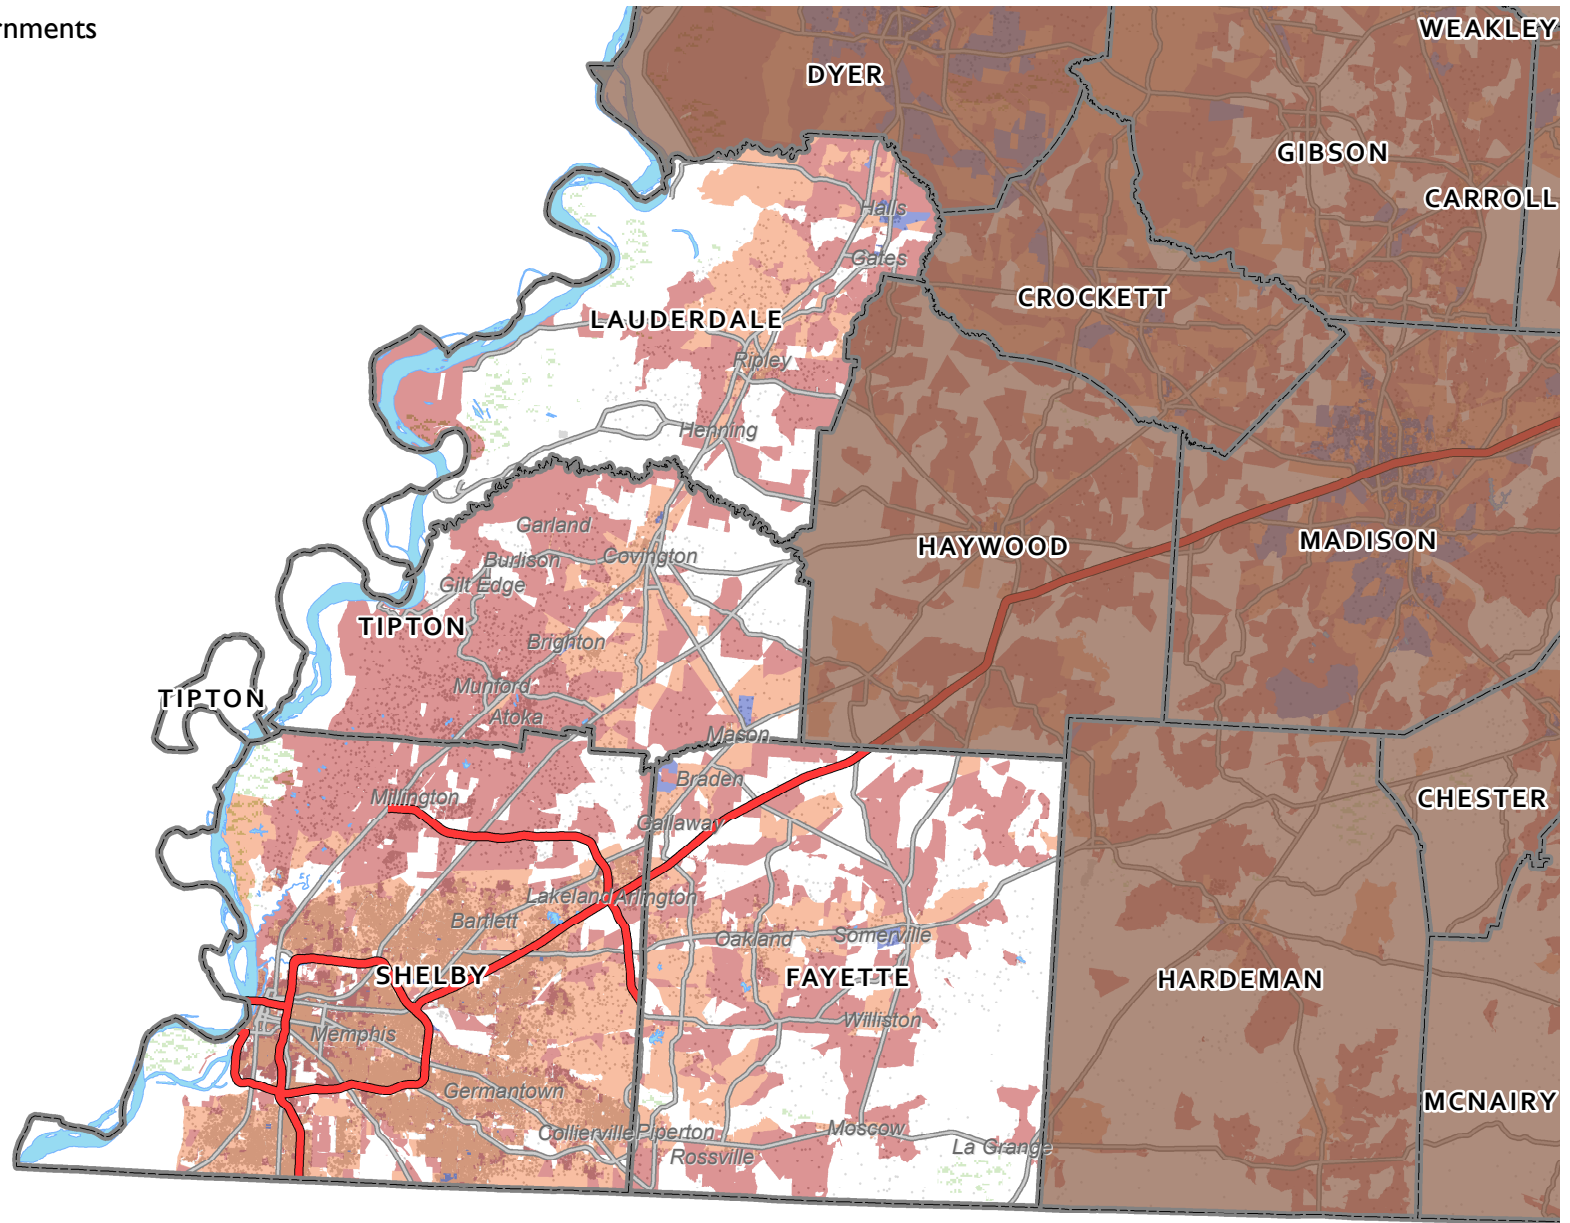 rnments
WEAKLEY
DYER
GIBSON
CARROLL
Halls
Gates
CROCKETT
LAUDERDALE
Ripley
Henning
Garland
Burlison
Covington
HAYWOOD
MADISON
Gilt Edge
TIPTON
Brighton
Munford
TIPTON
Atoka
Mason
Braden
Millington
CHESTER
Gallaway
Lakeland
Arlington
Bartlett
Oakland
Somerville
SHELBY
FAYETTE
HARDEMAN
Memphis
Williston
Germantown
MCNAIRY
Collierville
Piperton
Moscow
La Grange
Rossville